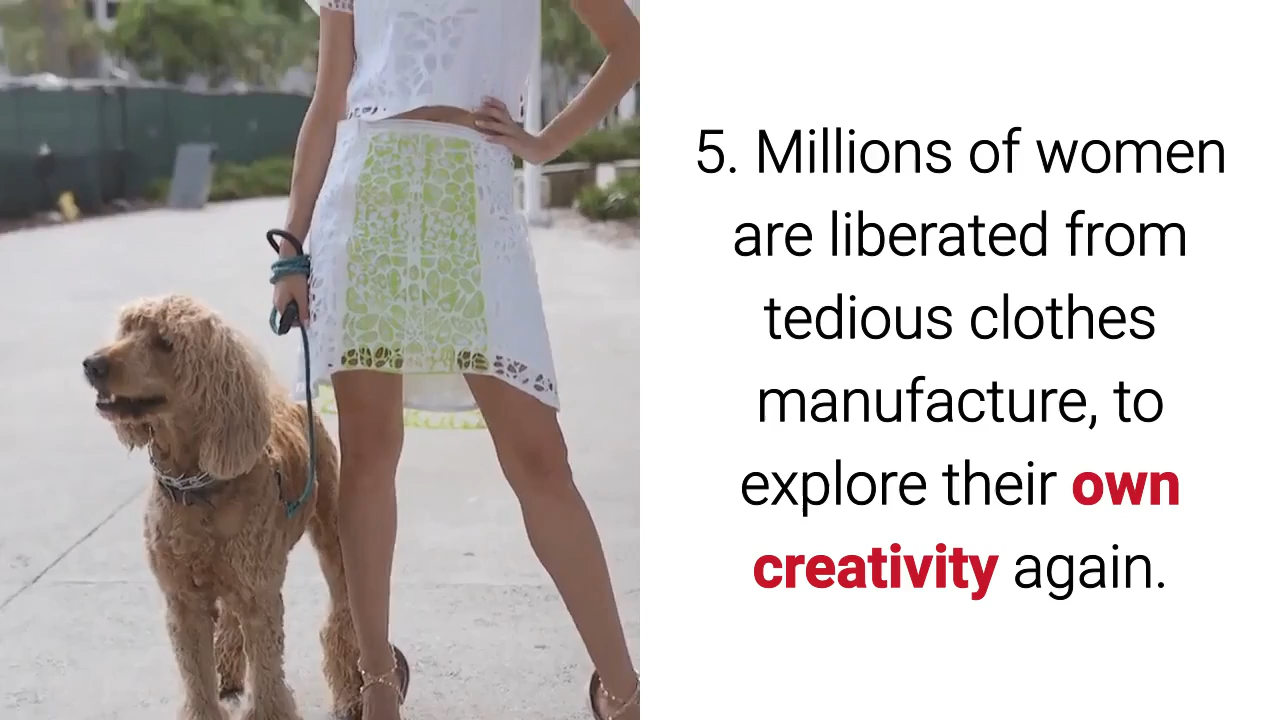 5. Millions of women
are liberated from
tedious clothes
manufacture, to
explore their own
creativity again.